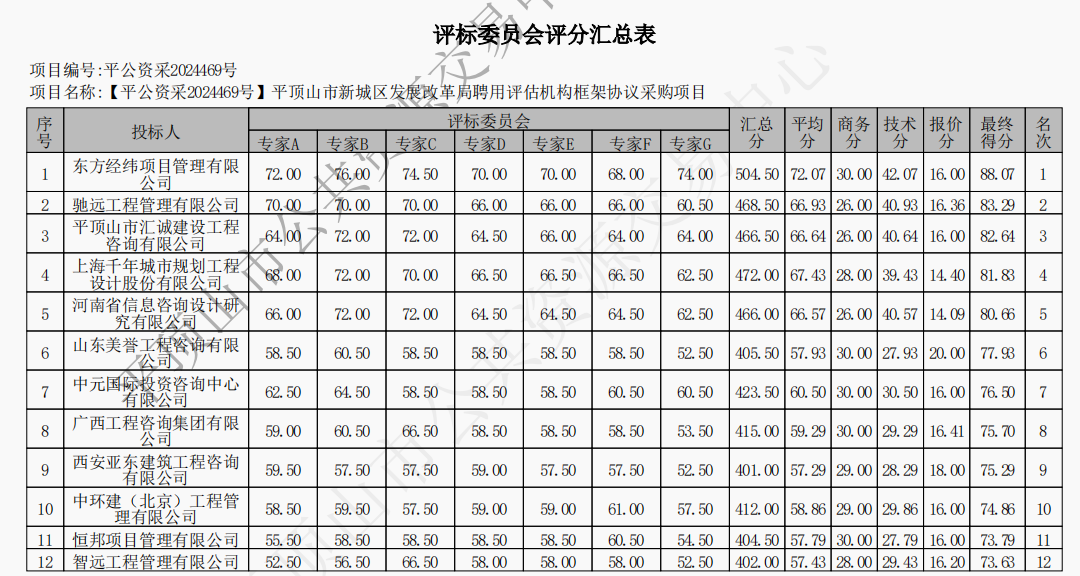 评标委员会评分汇总表
项目编号:平公资采2024469号
项目名称:【平公资采2024469号】平顶山市新城区发展改革局聘用评估机构框架协议采购项目
序号 投标人 评标委员会 汇总分 平均分 商务分 技术分 报价分 最终得分 名次
专家A 专家B 专家C 专家D 专家E 专家F 专家G
1 东方经纬项目管理有限公司 72.00 76.00 74.50 70.00 70.00 68.00 74.00 504.50 72.07 30.00 42.07 16.00 88.07 1
2 驰远工程管理有限公司 70.00 70.00 70.00 66.00 66.00 66.00 60.50 468.50 66.93 26.00 40.93 16.36 83.29 2
3 平顶山市汇诚建设工程咨询有限公司 64.00 72.00 72.00 64.50 66.00 64.00 64.00 466.50 66.64 26.00 40.64 16.00 82.64 3
4 上海千年城市规划工程设计股份有限公司 68.00 72.00 70.00 66.50 66.50 66.50 62.50 472.00 67.43 28.00 39.43 14.40 81.83 4
5 河南省信息咨询设计研究有限公司 66.00 72.00 72.00 64.50 64.50 64.50 62.50 466.00 66.57 26.00 40.57 14.09 80.66 5
6 山东美誉工程咨询有限公司 58.50 60.50 58.50 58.50 58.50 58.50 52.50 405.50 57.93 30.00 27.93 20.00 77.93 6
7 中元国际投资咨询中心有限公司 62.50 64.50 58.50 58.50 58.50 60.50 60.50 423.50 60.50 30.00 30.50 16.00 76.50 7
8 广西工程咨询集团有限公司 59.00 60.50 66.50 58.50 58.50 58.50 53.50 415.00 59.29 30.00 29.29 16.41 75.70 8
9 西安亚东建筑工程咨询有限公司 59.50 57.50 57.50 59.00 57.50 57.50 52.50 401.00 57.29 29.00 28.29 18.00 75.29 9
10 中环建（北京）工程管理有限公司 58.50 59.50 57.50 59.00 59.00 61.00 57.50 412.00 58.86 29.00 29.86 16.00 74.86 10
11 恒邦项目管理有限公司 55.50 58.50 58.50 58.50 58.50 60.50 54.50 404.50 57.79 30.00 27.79 16.00 73.79 11
12 智远工程管理有限公司 52.50 56.50 66.50 58.00 58.00 58.00 52.50 402.00 57.43 28.00 29.43 16.20 73.63 12
平顶山市公共资源交易中
顶山市公共资源交易中心